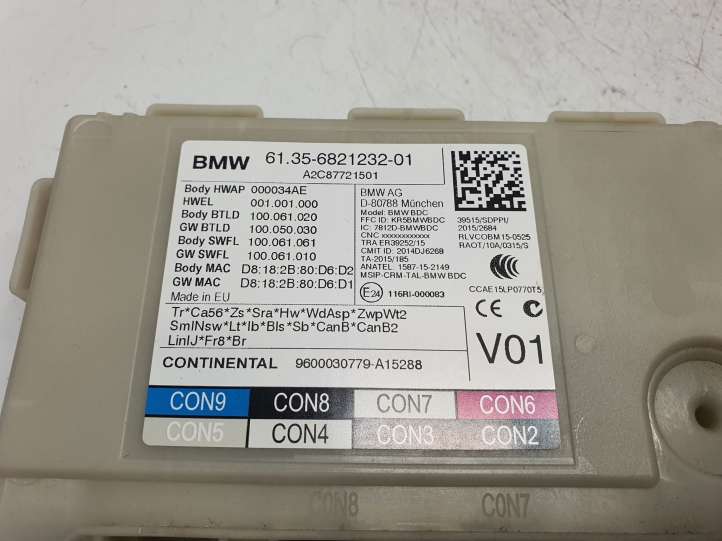 BMW 61.35-6821232-01
A2C87721501
Body HWAP 000034AE
HWEL 001.001.000
Body BTLD 100.061.020
GW BTLD 100.050.030
Body SWFL 100.061.061
GW SWFL 100.061.010
Body MAC D8:18:2B:80:D6:D2
GW MAC D8:18:2B:80:D6:D1
Made in EU
BMW AG
D-80788 München
Model: BMW BDC
FFC ID: KR5BMWBDC
IC: 7812D-BMWBDC
CNC xxxxxxxxxxxx
TRA ER39252/15
CMIT ID: 2014DJ6268
TA-2015/185
ANATEL: 1587-15-2149
MSIP-CRM-TAL-BMW BDC
E24 116RI-000083
39515/SDPPI/
2015/2684
RLVCOBM15-0525
RAOT/10A/0315/S
CCC
CCAE15LP0770T5
CE
Tr*Ca56*Zs*Sra*Hw*WdAsp*ZwpWt2
SmlNsw*Lt*Ib*Bls*Sb*CanB*CanB2
LinIJ*Fr8*Br
V01
CONTINENTAL 9600030779-A15288
CON9 CON8 CON7 CON6
CON5 CON4 CON3 CON2
CON8 CON7